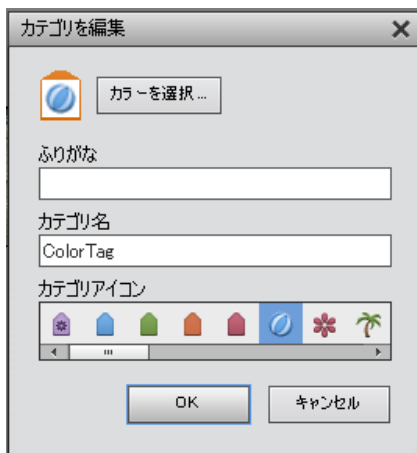 カテゴリを編集
カラーを選択...
ふりがな
カテゴリ名
ColorTag
カテゴリアイコン
OK
キャンセル